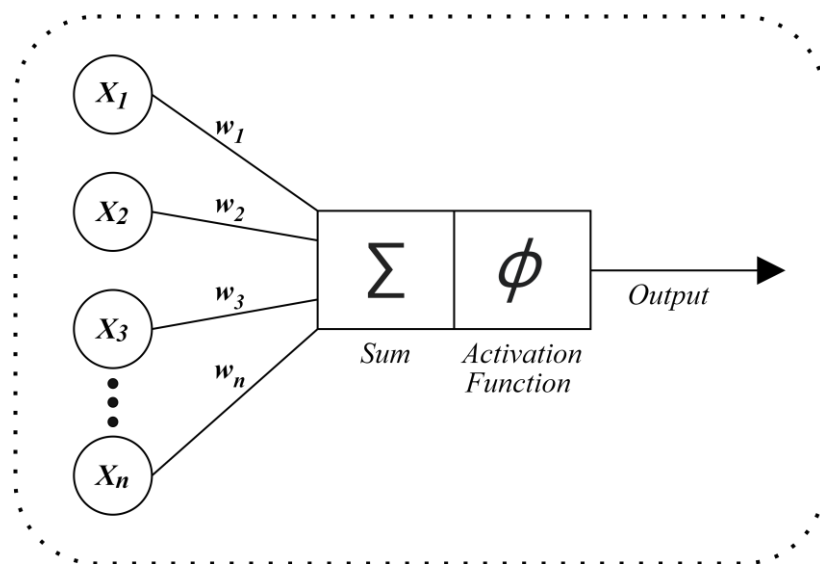 X1
w1
X2
w2
X3
w3
Xn
wn
Σ
ϕ
Sum
Activation
Function
Output